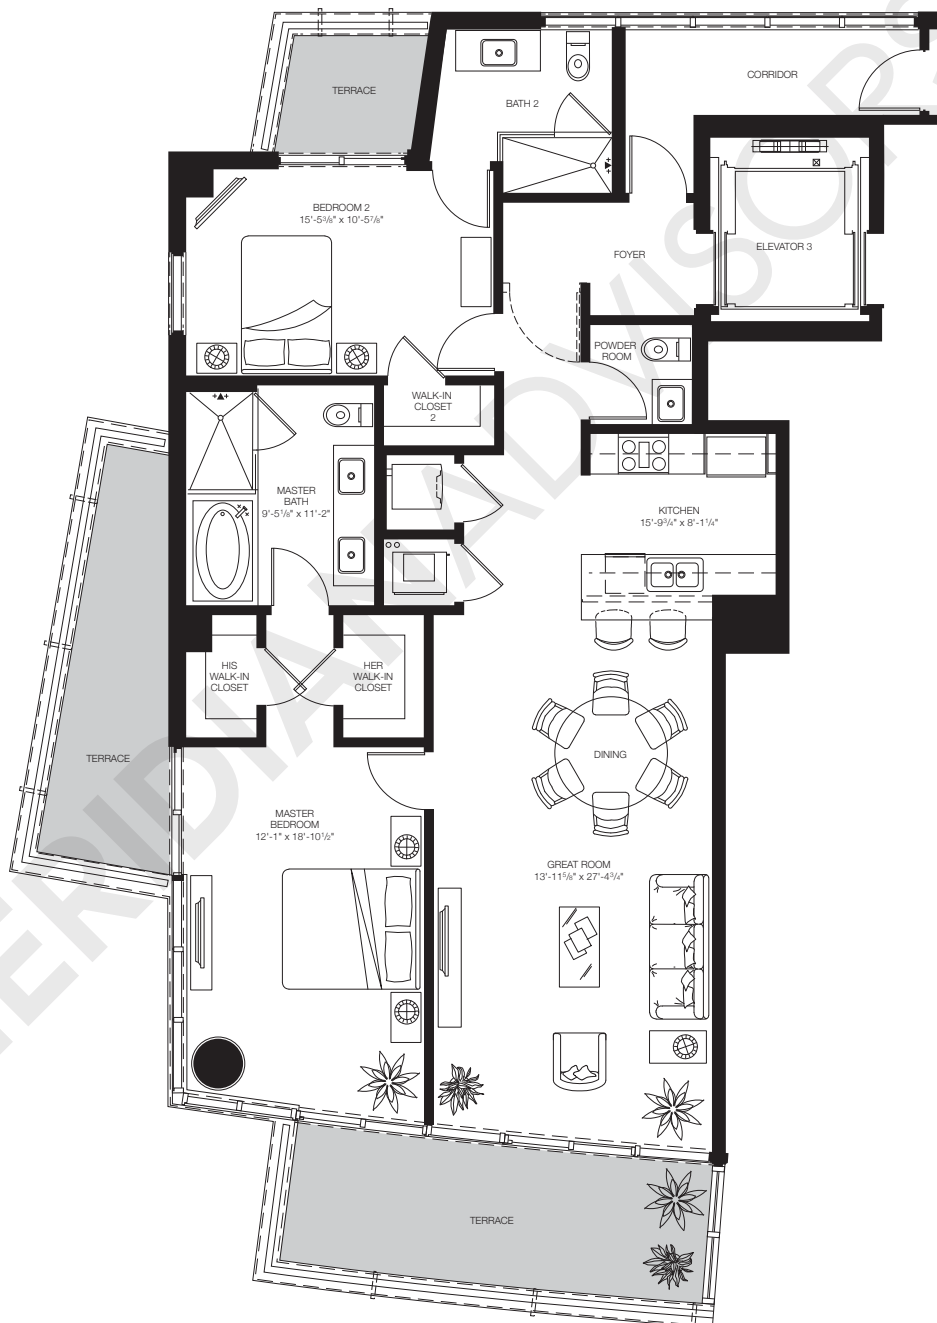 TERRACE
BATH 2
CORRIDOR
BEDROOM 2
15'-5³/₈" x 10'-5⁷/₈"
FOYER
ELEVATOR 3
POWDER
ROOM
WALK-IN
CLOSET
2
MASTER
BATH
9'-5¹/₈" x 11'-2"
KITCHEN
15'-9³/₄" x 8'-1¹/₄"
HIS
WALK-IN
CLOSET
HER
WALK-IN
CLOSET
TERRACE
DINING
MASTER
BEDROOM
12'-1" x 18'-10¹/₂"
GREAT ROOM
13'-11⁵/₈" x 27'-4³/₄"
TERRACE
MERIDIANADVISORS